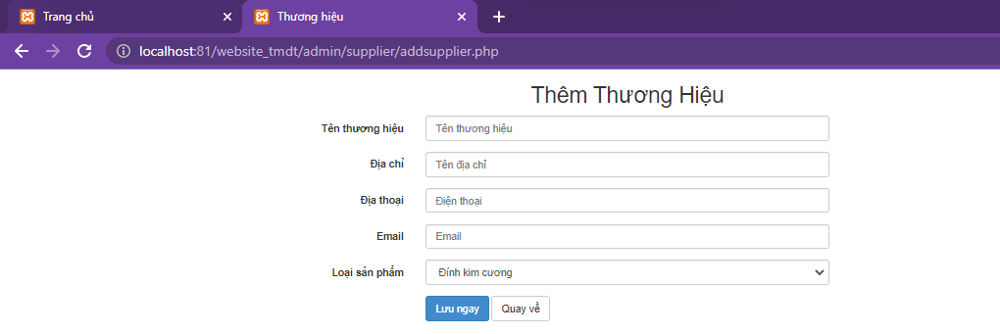 Trang chủ
Thương hiệu
localhost:81/website_tmdt/admin/supplier/addsupplier.php
Thêm Thương Hiệu
Tên thương hiệu Tên thương hiệu
Địa chỉ Tên địa chỉ
Địa thoại Điện thoại
Email Email
Loại sản phẩm Đính kim cương
Lưu ngay Quay về